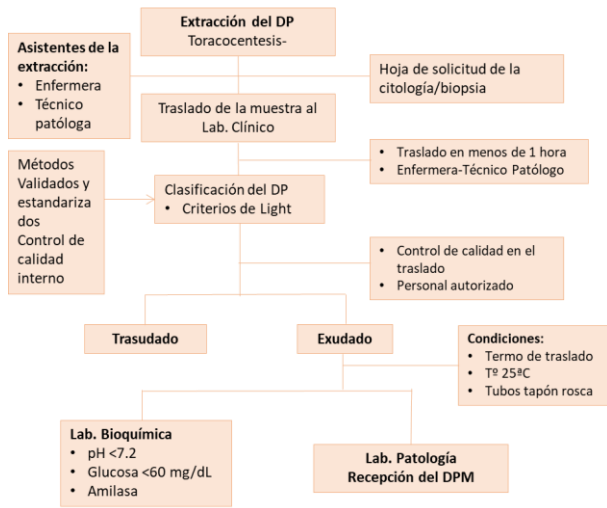 Extracción del DP
Toracocentesis-
Asistentes de la
extracción:
• Enfermera
• Técnico
patóloga
Hoja de solicitud de la
citología/biopsia
Traslado de la muestra al
Lab. Clínico
• Traslado en menos de 1 hora
• Enfermera-Técnico Patólogo
Métodos
Validados y
estandariza
dos
Control de
calidad
interno
Clasificación del DP
• Criterios de Light
• Control de calidad en el
traslado
• Personal autorizado
Trasudado
Exudado
Condiciones:
• Termo de traslado
• Tº 25ªC
• Tubos tapón rosca
Lab. Bioquímica
• pH <7.2
• Glucosa <60 mg/dL
• Amilasa
Lab. Patología
Recepción del DPM